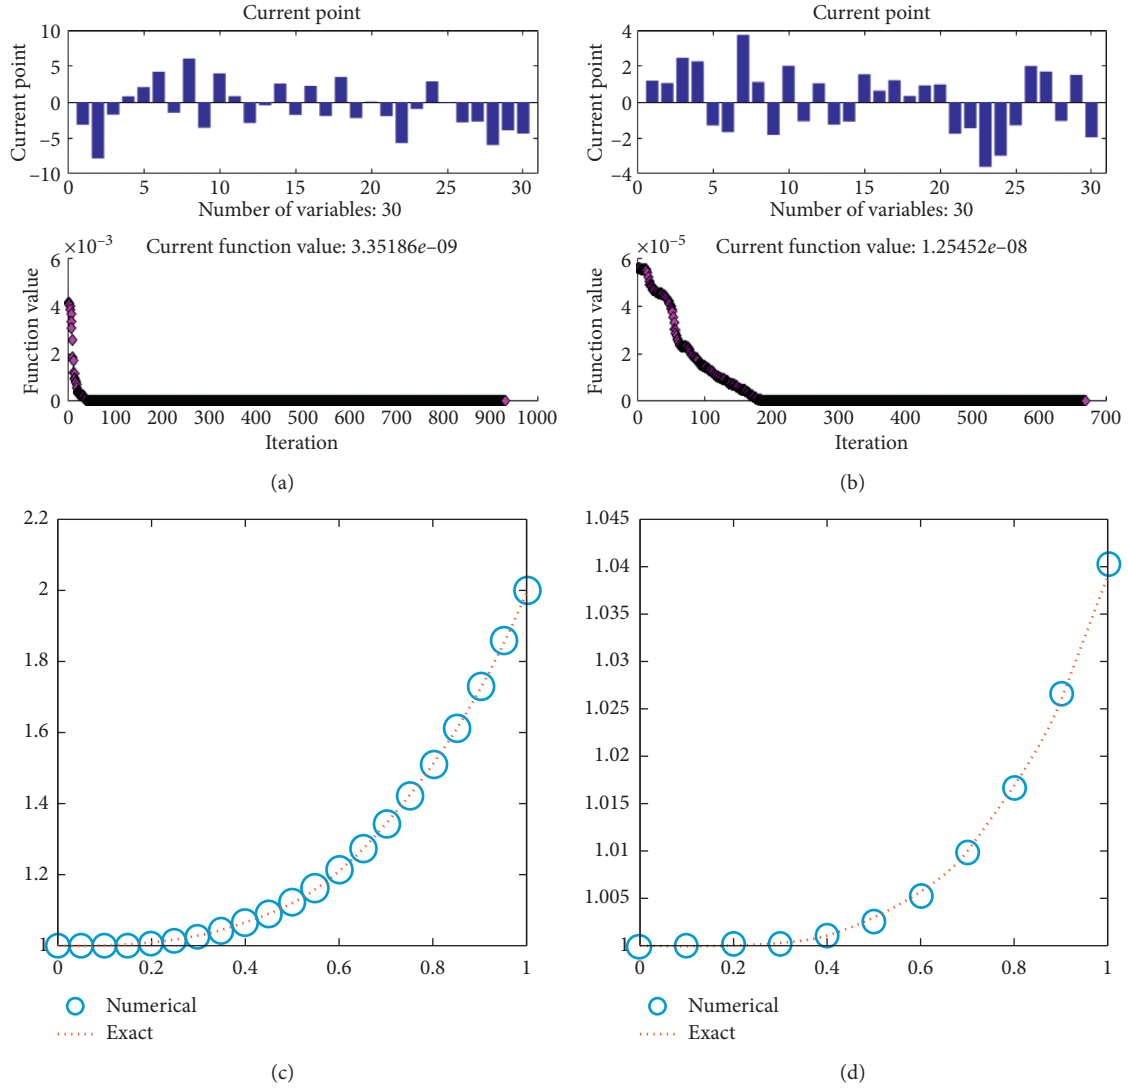 Current point
10
5
0
−5
−10
Current point
0 5 10 15 20 25 30
Number of variables: 30
×10−3
Current function value: 3.35186e–09
6
4
2
0
Function value
0 100 200 300 400 500 600 700 800 900 1000
Iteration
(a)
Current point
4
2
0
−2
−4
Current point
5 10 15 20 25 30
Number of variables: 30
×10−5
Current function value: 1.25452e–08
6
4
2
0
Function value
0 100 200 300 400 500 600 700
Iteration
(b)
2.2
2
1.8
1.6
1.4
1.2
1
0 0.2 0.4 0.6 0.8 1
Numerical
Exact
(c)
1.045
1.04
1.035
1.03
1.025
1.02
1.015
1.01
1.005
1
0 0.2 0.4 0.6 0.8 1
Numerical
Exact
(d)